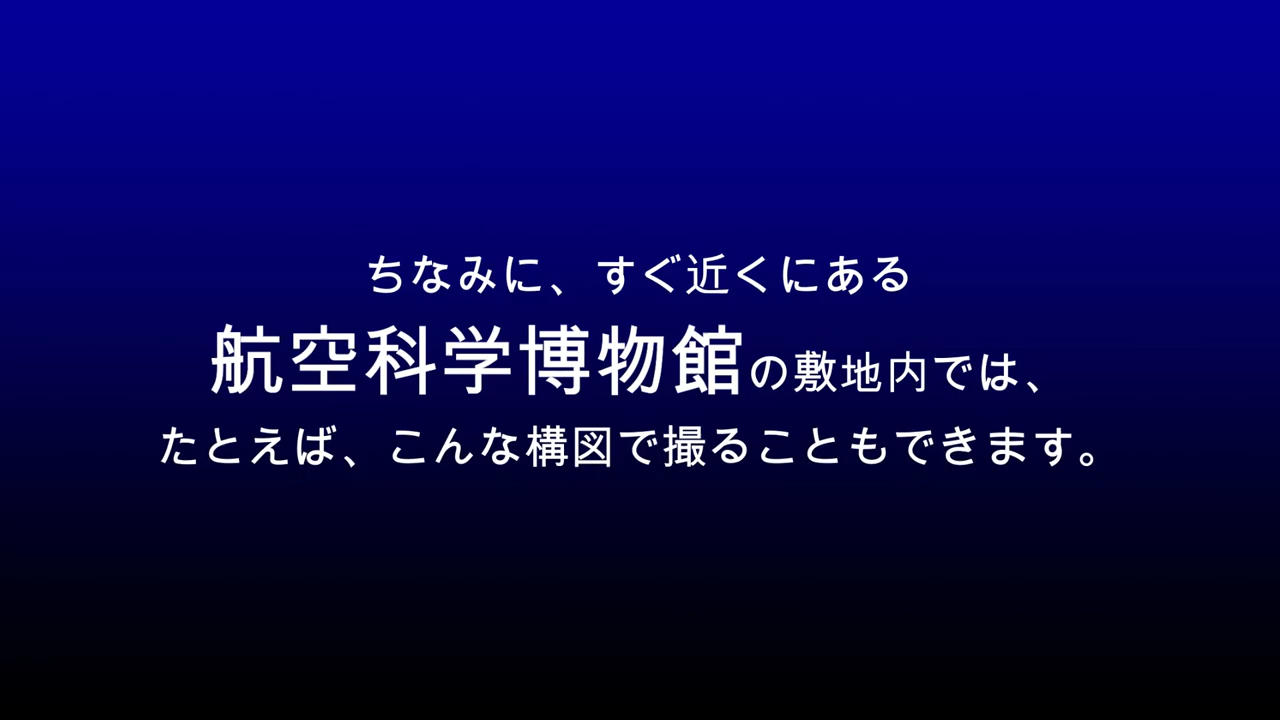 ちなみに、すぐ近くにある
航空科学博物館の敷地内では、
たとえば、こんな構図で撮ることもできます。